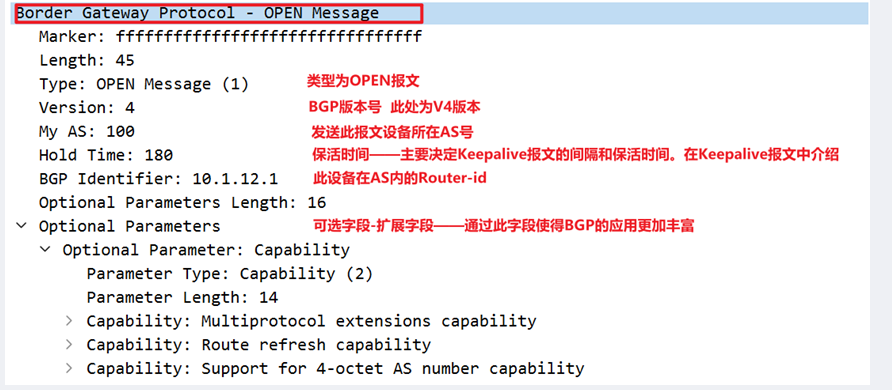 Border Gateway Protocol - OPEN Message
Marker: ffffffffffffffffffffffffffffffff
Length: 45
Type: OPEN Message (1) 类型为OPEN报文
Version: 4 BGP版本号 此处为V4版本
My AS: 100 发送此报文设备所在AS号
Hold Time: 180 保活时间——主要决定Keepalive报文的间隔和保活时间。在Keepalive报文中介绍
BGP Identifier: 10.1.12.1 此设备在AS内的Router-id
Optional Parameters Length: 16
Optional Parameters 可选字段-扩展字段——通过此字段使得BGP的应用更加丰富
Optional Parameter: Capability
Parameter Type: Capability (2)
Parameter Length: 14
Capability: Multiprotocol extensions capability
Capability: Route refresh capability
Capability: Support for 4-octet AS number capability